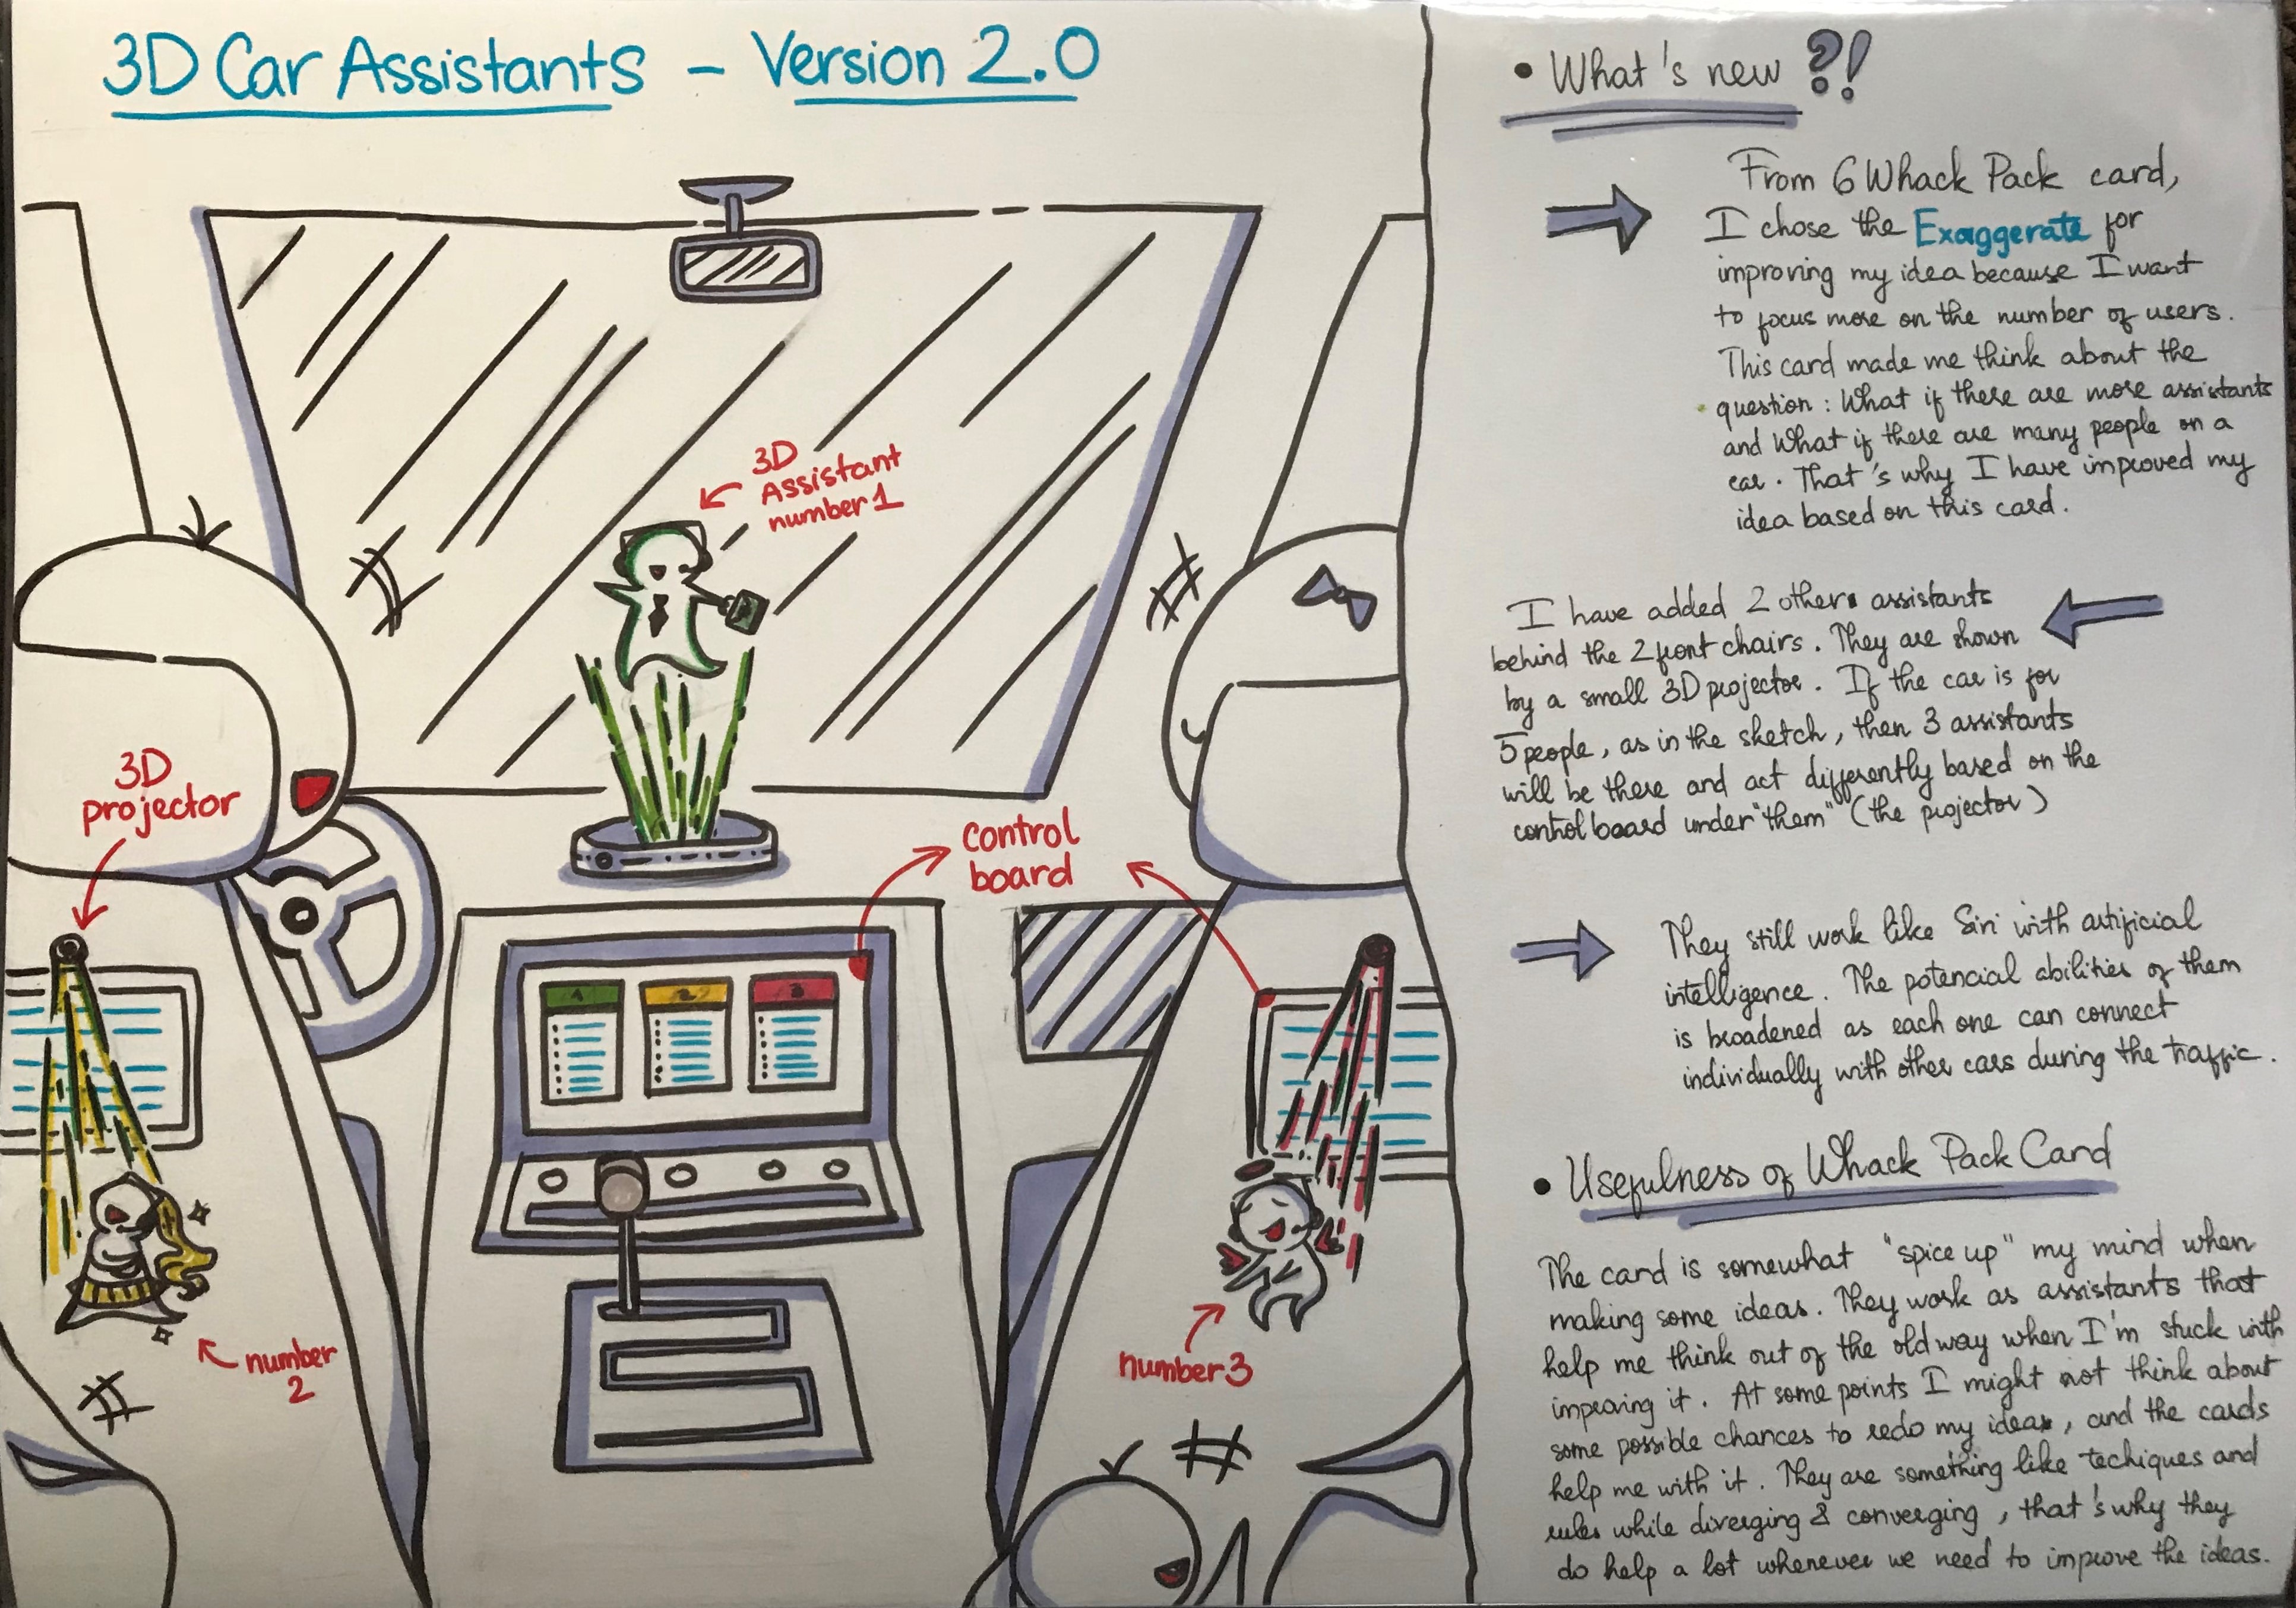 3D Car Assistants - Version 2.0
3D
Assistant
number 1
3D
projector
control
board
1
2
3
number
2
number 3
• What's new ?!
From 6 Whack Pack card,
I chose the Exaggerate for
improving my idea because I want
to focus more on the number of users.
This card made me think about the
question : What if there are more assistants
and What if there are many people on a
car. That's why I have improved my
idea based on this card.
I have added 2 others assistants
behind the 2 front chairs. They are shown
by a small 3D projector. If the car is for
5 people, as in the sketch, then 3 assistants
will be there and act differently based on the
control board under "them" (the projector)
They still work like Siri with artificial
intelligence. The potencial abilities of them
is broadened as each one can connect
individually with other cars during the traffic.
• Usefulness of Whack Pack Card
The card is somewhat "spice up" my mind when
making some ideas. They work as assistants that
help me think out of the old way when I'm stuck with
improving it. At some points I might not think about
some possible chances to redo my ideas, and the cards
help me with it. They are something like techiques and
rules while diverging & converging, that's why they
do help a lot whenever we need to improve the ideas.